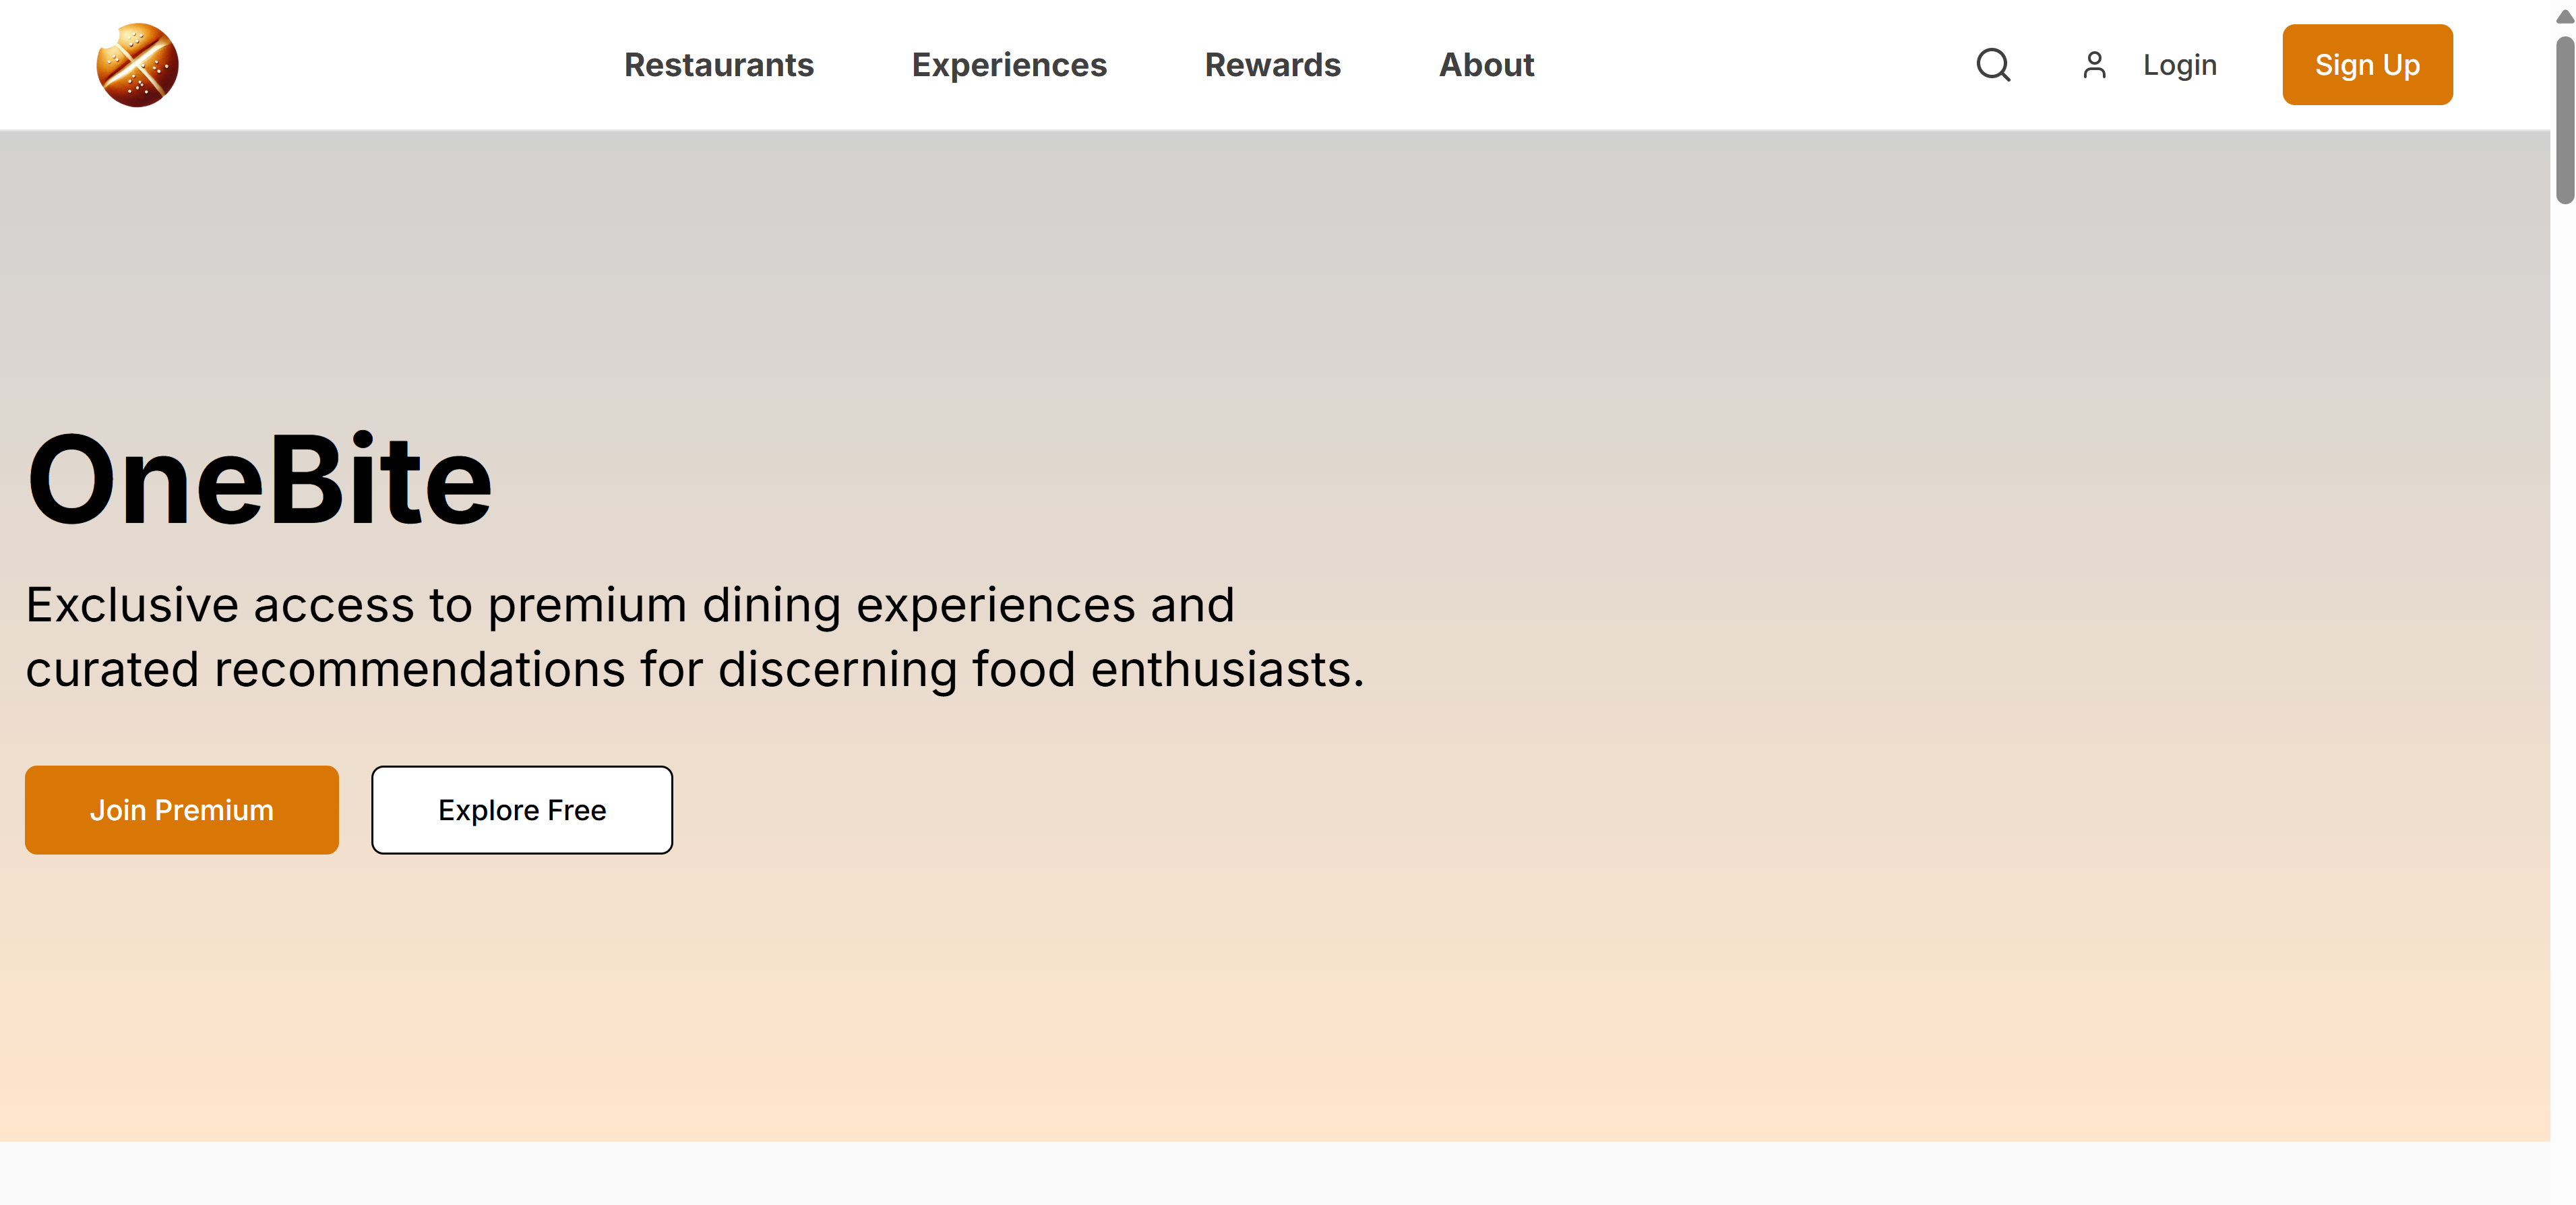 Restaurants Experiences Rewards About Login Sign Up
OneBite
Exclusive access to premium dining experiences and
curated recommendations for discerning food enthusiasts.
Join Premium Explore Free